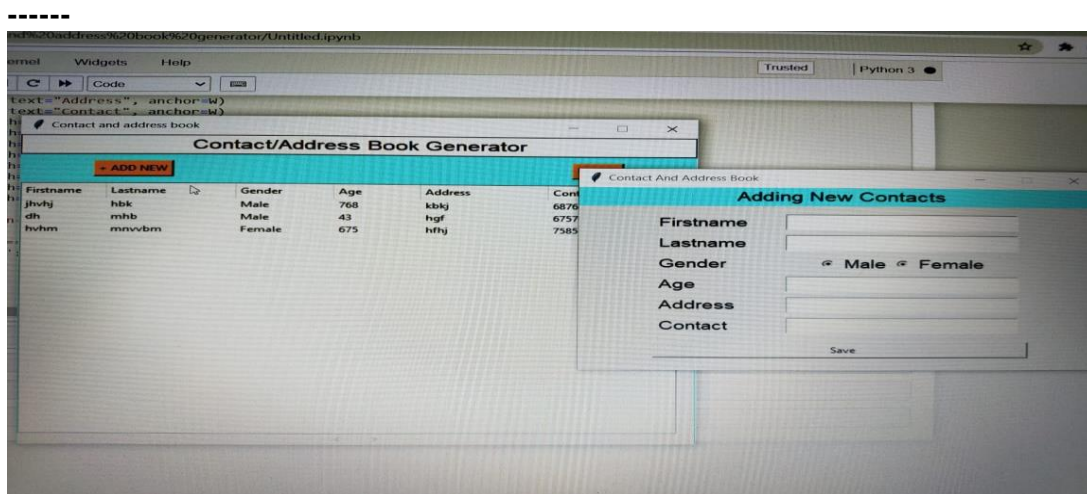 ------
nd%20address%20book%20generator/Untitled.ipynb
Widgets Help
Trusted Python 3
Code
text="Address", anchor=W)
text="Contact", anchor=W)
Contact and address book
Contact/Address Book Generator
+ ADD NEW
Firstname Lastname Gender Age Address
jhvhj hbk Male 768 kbkj 6876
dh mhb Male 43 hgf 6757
hvhm mnvvbm Female 675 hfhj 7585
Contact And Address Book
Adding New Contacts
Firstname
Lastname
Gender Male Female
Age
Address
Contact
Save